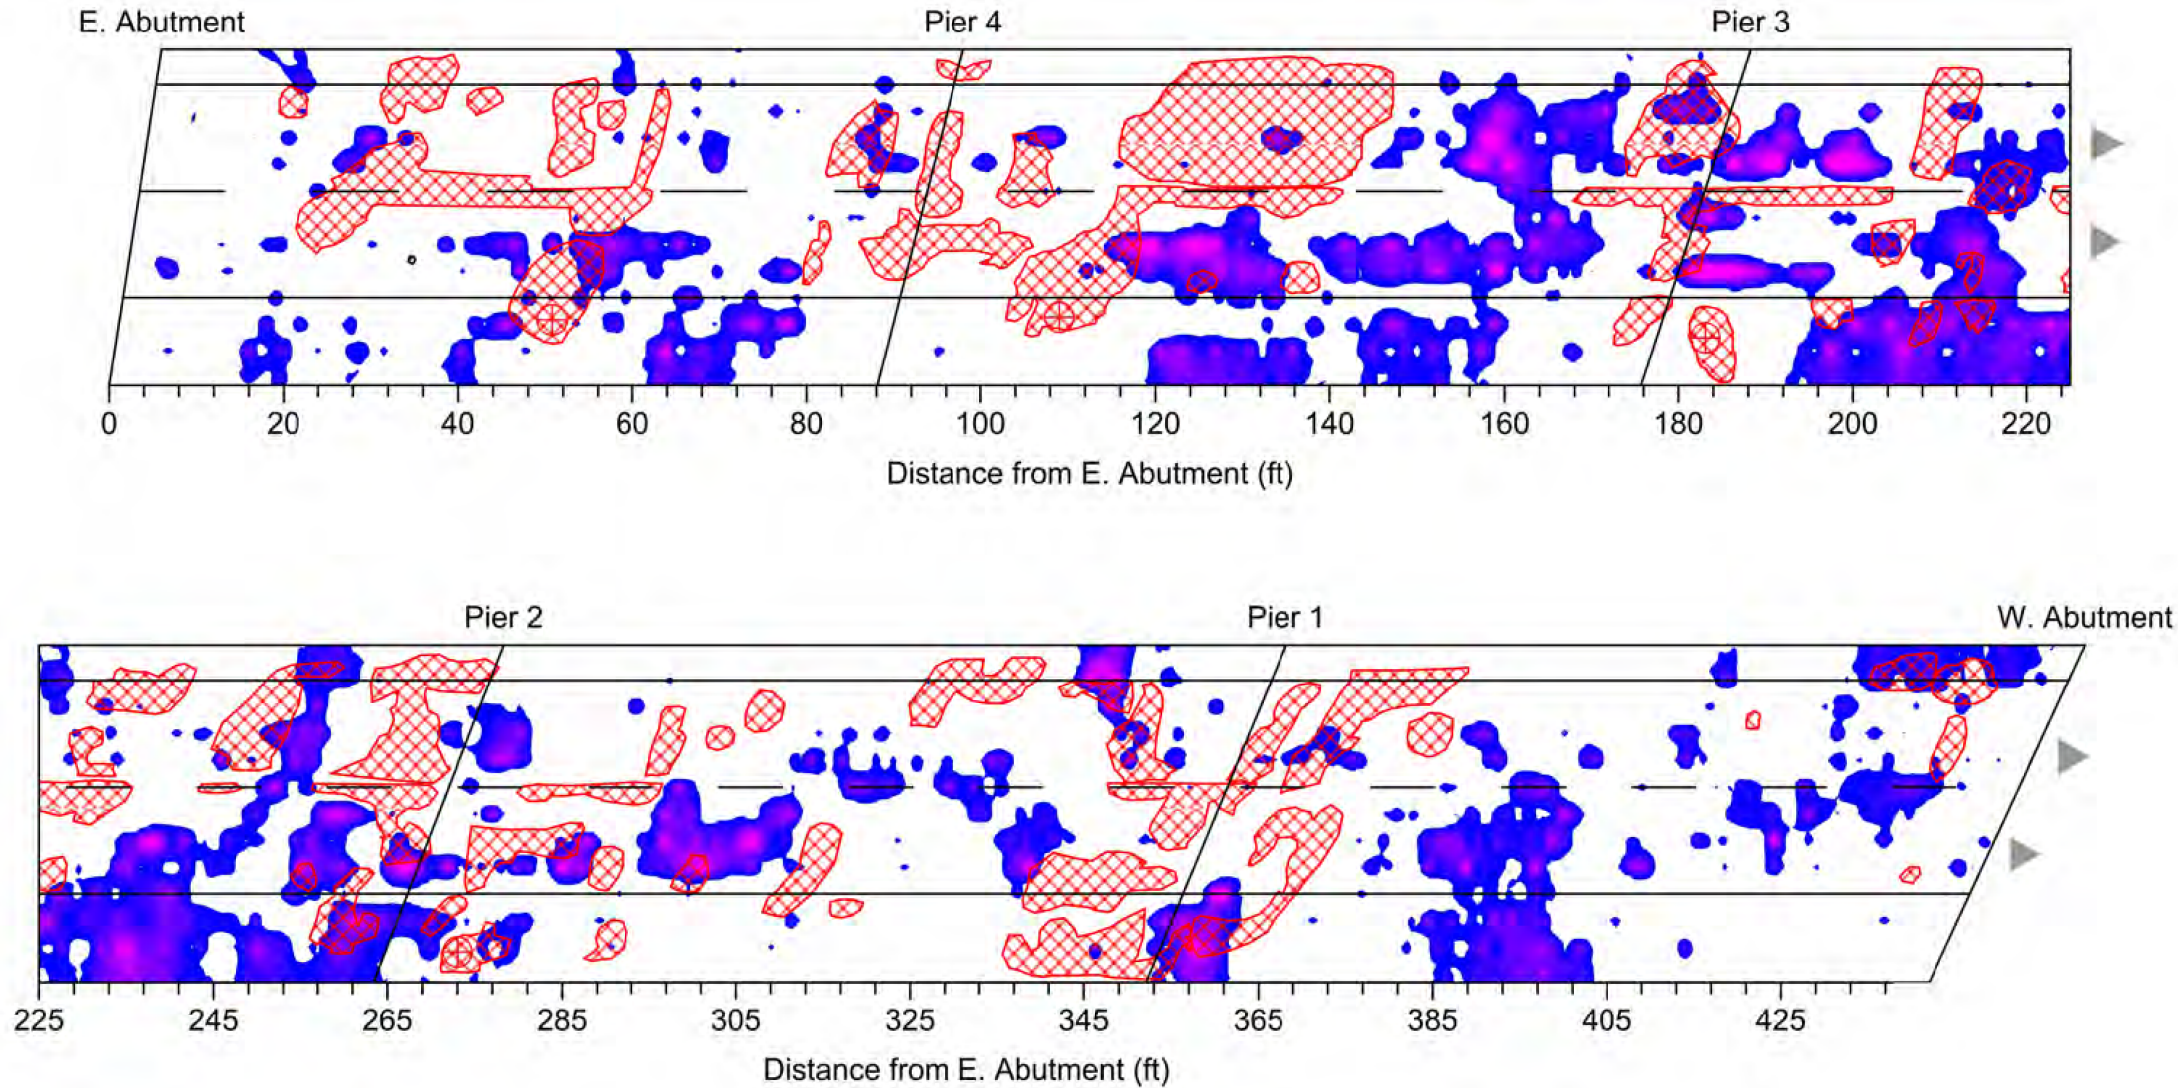 E. Abutment Pier 4 Pier 3
0 20 40 60 80 100 120 140 160 180 200 220
Distance from E. Abutment (ft)
Pier 2 Pier 1 W. Abutment
225 245 265 285 305 325 345 365 385 405 425
Distance from E. Abutment (ft)